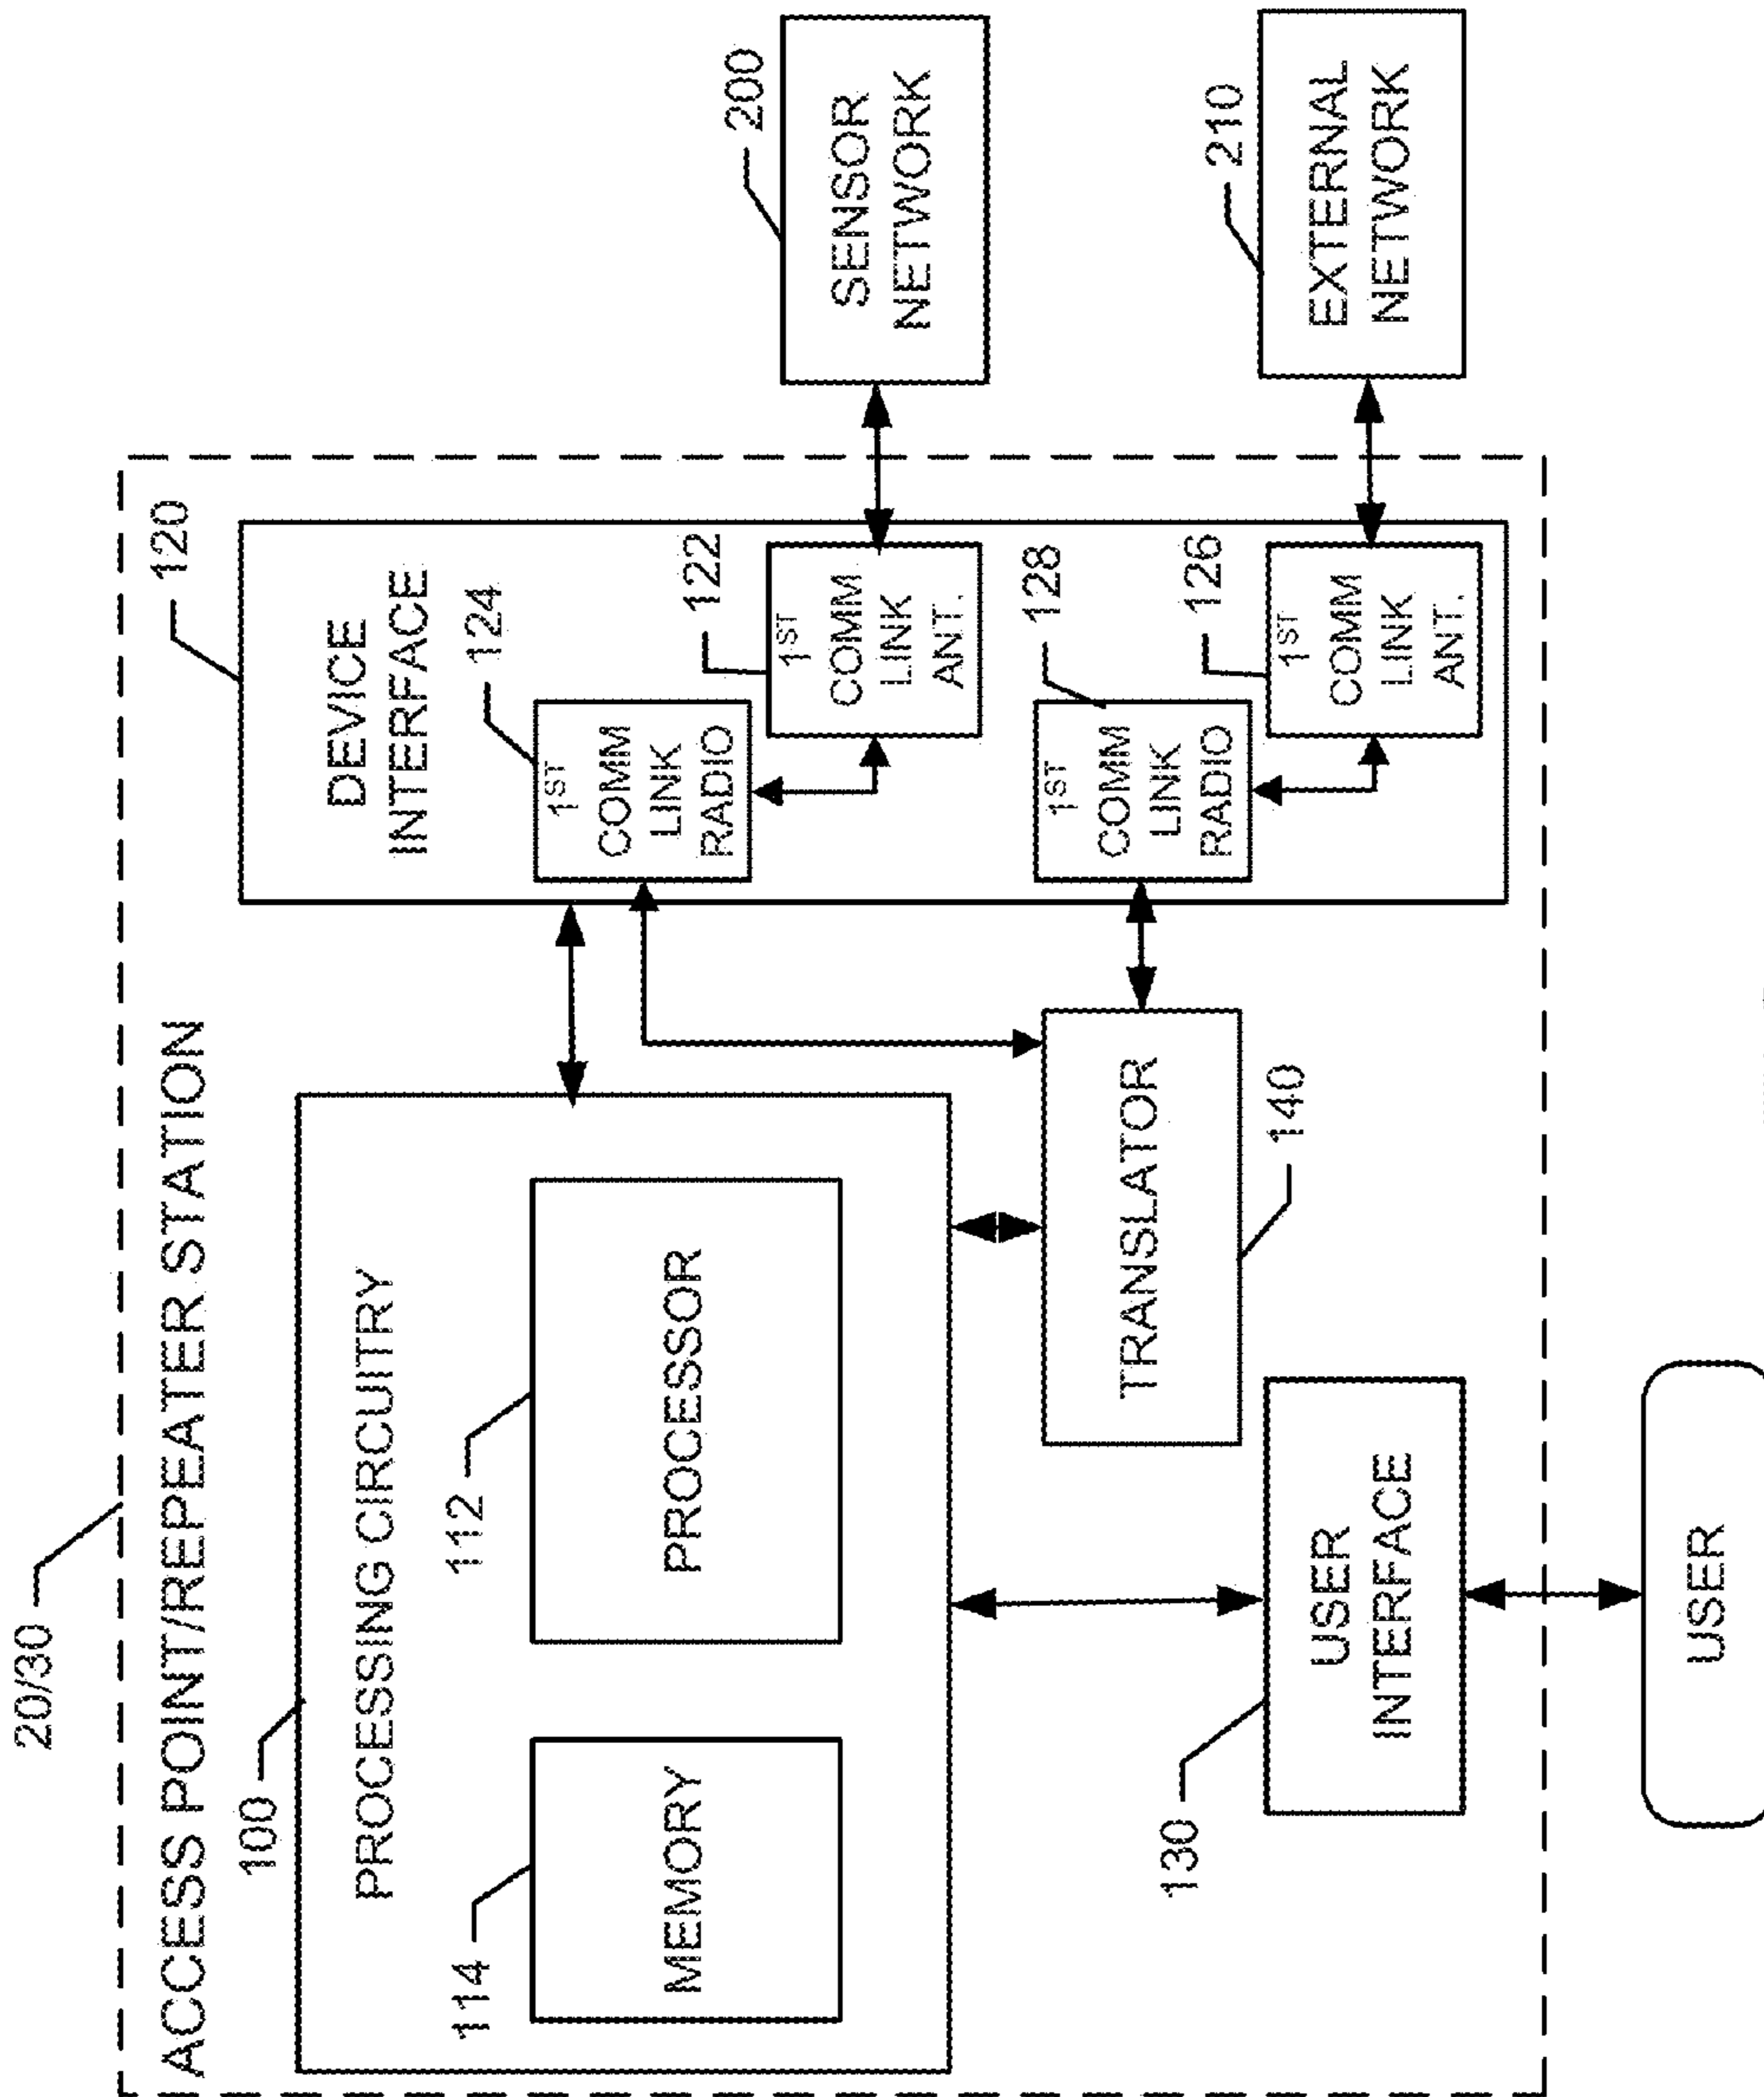 20/30
ACCESS POINT/REPEATER STATION
100
PROCESSING CIRCUITRY
114
MEMORY
112
PROCESSOR
120
DEVICE
INTERFACE
124
1ST
COMM
LINK
RADIO
122
1ST
COMM
LINK
ANT.
128
1ST
COMM
LINK
RADIO
126
1ST
COMM
LINK
ANT.
200
SENSOR
NETWORK
210
EXTERNAL
NETWORK
TRANSLATOR
140
130
USER
INTERFACE
USER